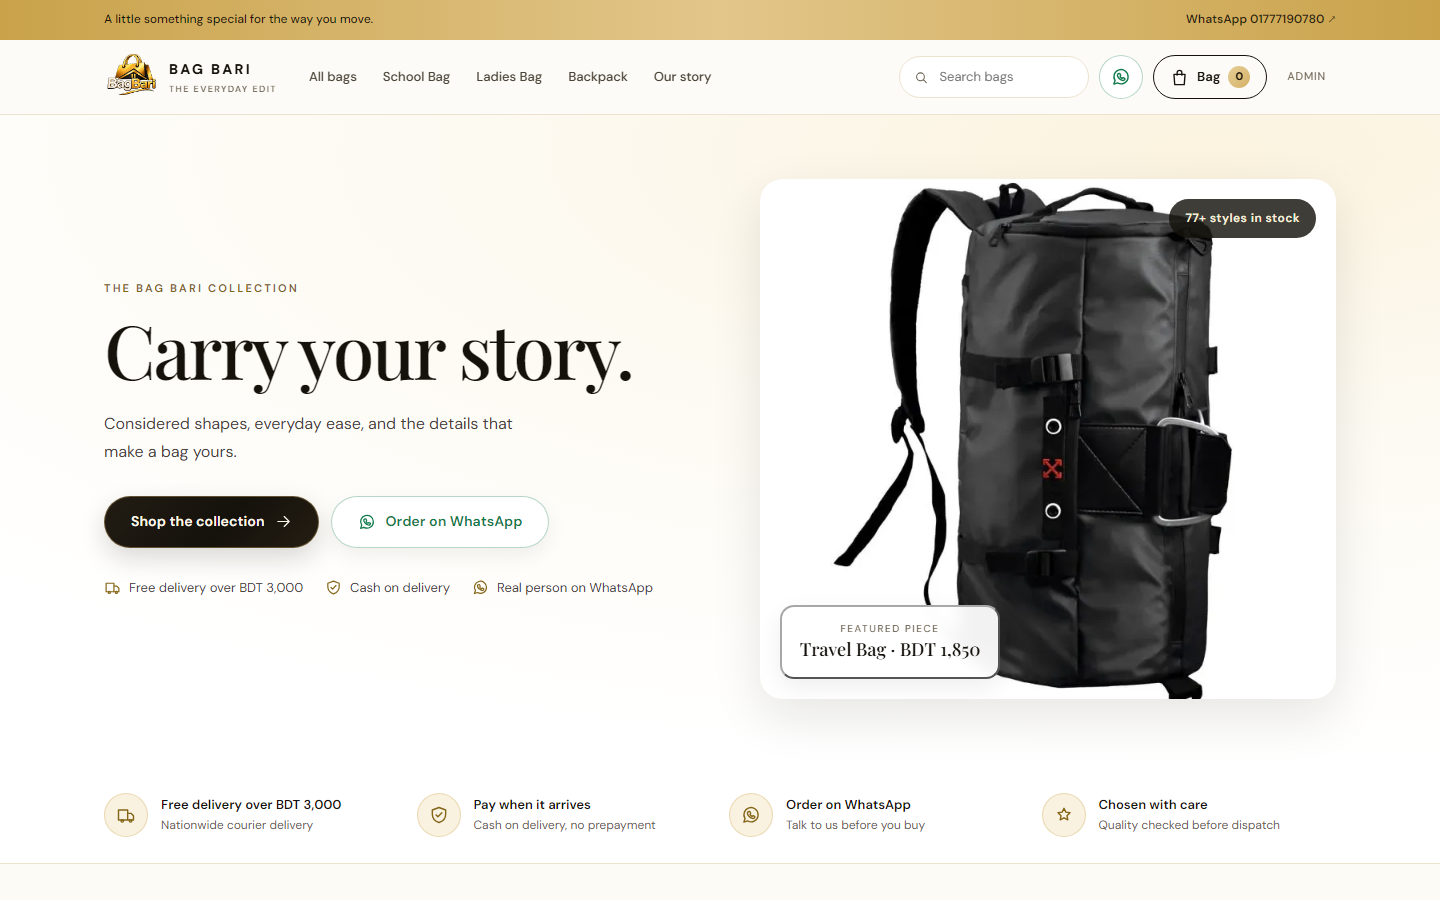 A little something special for the way you move.
WhatsApp 01777190780 ↗
BagBari
BAG BARI
THE EVERYDAY EDIT
All bags
School Bag
Ladies Bag
Backpack
Our story
Search bags
Bag 0
ADMIN
THE BAG BARI COLLECTION
Carry your story.
Considered shapes, everyday ease, and the details that
make a bag yours.
Shop the collection →
Order on WhatsApp
Free delivery over BDT 3,000
Cash on delivery
Real person on WhatsApp
77+ styles in stock
FEATURED PIECE
Travel Bag · BDT 1,850
Free delivery over BDT 3,000
Nationwide courier delivery
Pay when it arrives
Cash on delivery, no prepayment
Order on WhatsApp
Talk to us before you buy
Chosen with care
Quality checked before dispatch